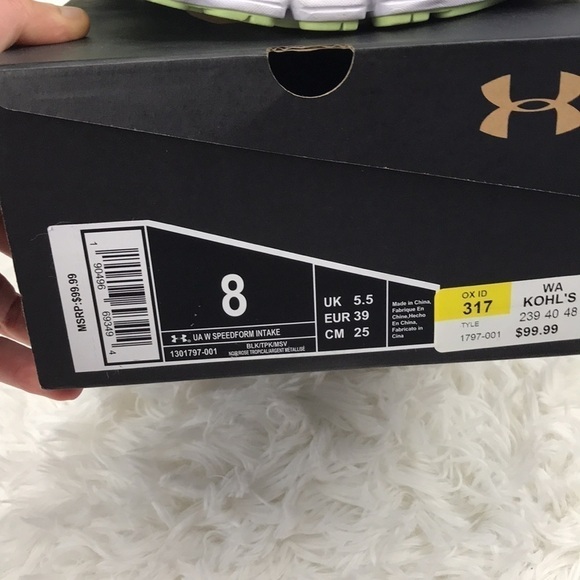 MSRP:$99.99
1 90496 69349 4
8
UA W SPEEDFORM INTAKE
1301797-001
BLK/TPK/MSV
ROSE TROPICAL/ARGENT METALLISÉ
UK 5.5
EUR 39
CM 25
Made in China,
Fabrique En
Chine,Hecho
En China,
Fabricato in
Cina
OX ID
317
TYLE
1797-001
WA
KOHL'S
239 40 48
$99.99